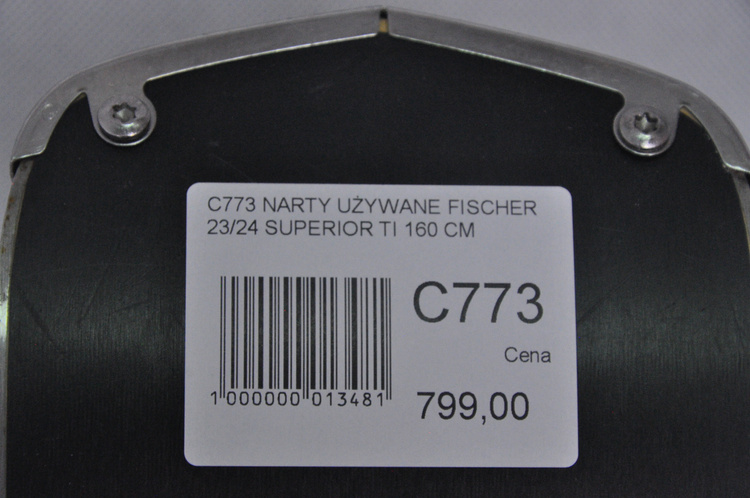 C773 NARTY UŻYWANE FISCHER
23/24 SUPERIOR TI 160 CM
C773
Cena
1 000000 013481
799,00